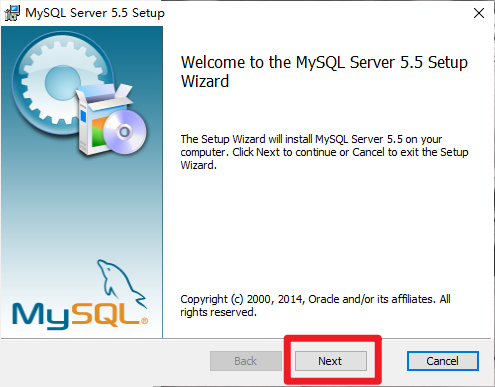 MySQL Server 5.5 Setup
Welcome to the MySQL Server 5.5 Setup
Wizard
The Setup Wizard will install MySQL Server 5.5 on your
computer. Click Next to continue or Cancel to exit the Setup
Wizard.
MySQL®
Copyright (c) 2000, 2014, Oracle and/or its affiliates. All
rights reserved.
Back Next Cancel